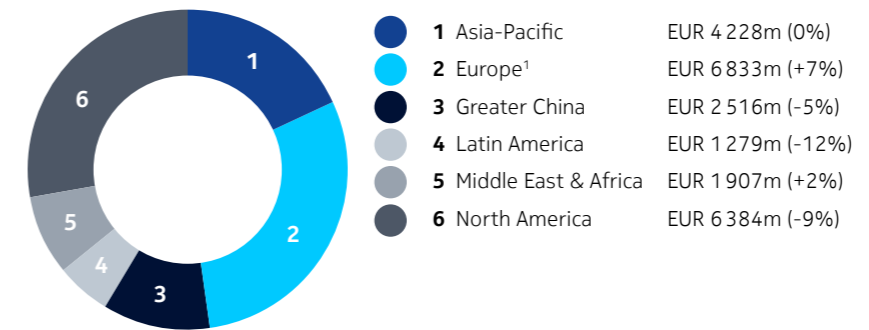 1
2
3
4
5
6
1 Asia-Pacific EUR 4 228m (0%)
2 Europe¹ EUR 6 833m (+7%)
3 Greater China EUR 2 516m (-5%)
4 Latin America EUR 1 279m (-12%)
5 Middle East & Africa EUR 1 907m (+2%)
6 North America EUR 6 384m (-9%)